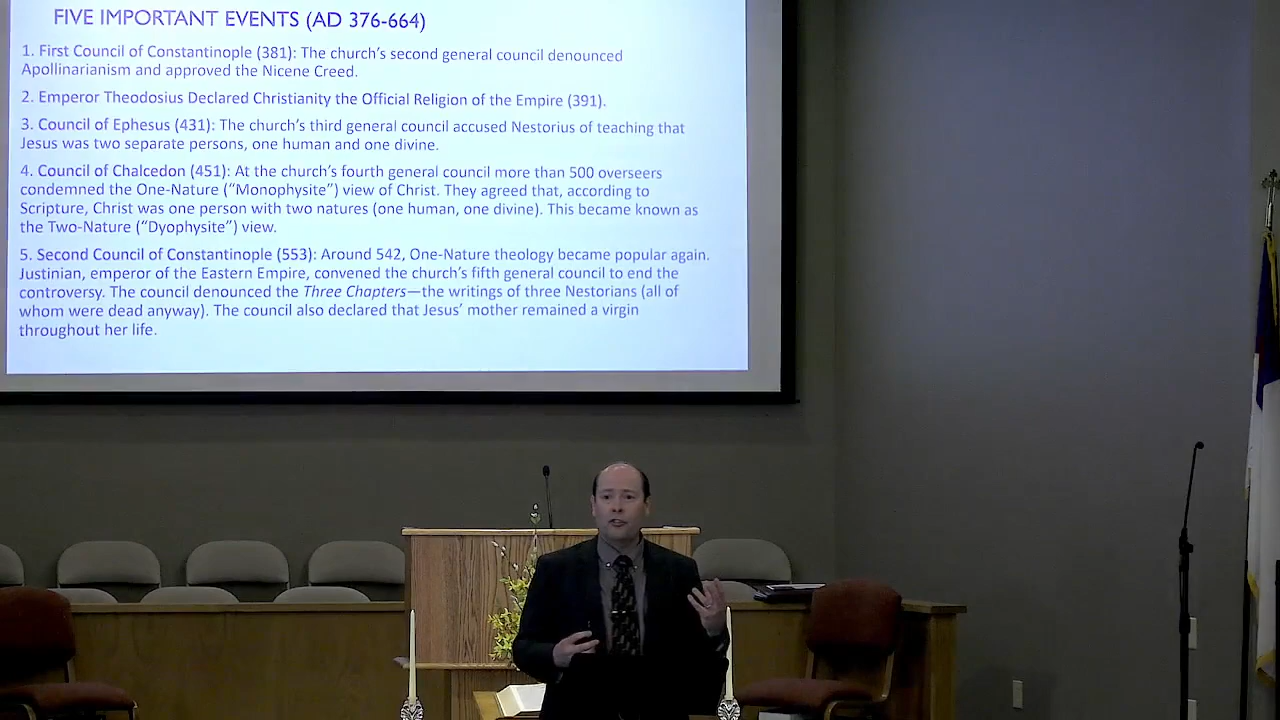 FIVE IMPORTANT EVENTS (AD 376-664)
1. First Council of Constantinople (381): The church’s second general council denounced
Apollinarianism and approved the Nicene Creed.
2. Emperor Theodosius Declared Christianity the Official Religion of the Empire (391).
3. Council of Ephesus (431): The church’s third general council accused Nestorius of teaching that
Jesus was two separate persons, one human and one divine.
4. Council of Chalcedon (451): At the church’s fourth general council more than 500 overseers
condemned the One-Nature (“Monophysite”) view of Christ. They agreed that, according to
Scripture, Christ was one person with two natures (one human, one divine). This became known as
the Two-Nature (“Dyophysite”) view.
5. Second Council of Constantinople (553): Around 542, One-Nature theology became popular again.
Justinian, emperor of the Eastern Empire, convened the church’s fifth general council to end the
controversy. The council denounced the Three Chapters—the writings of three Nestorians (all of
whom were dead anyway). The council also declared that Jesus’ mother remained a virgin
throughout her life.